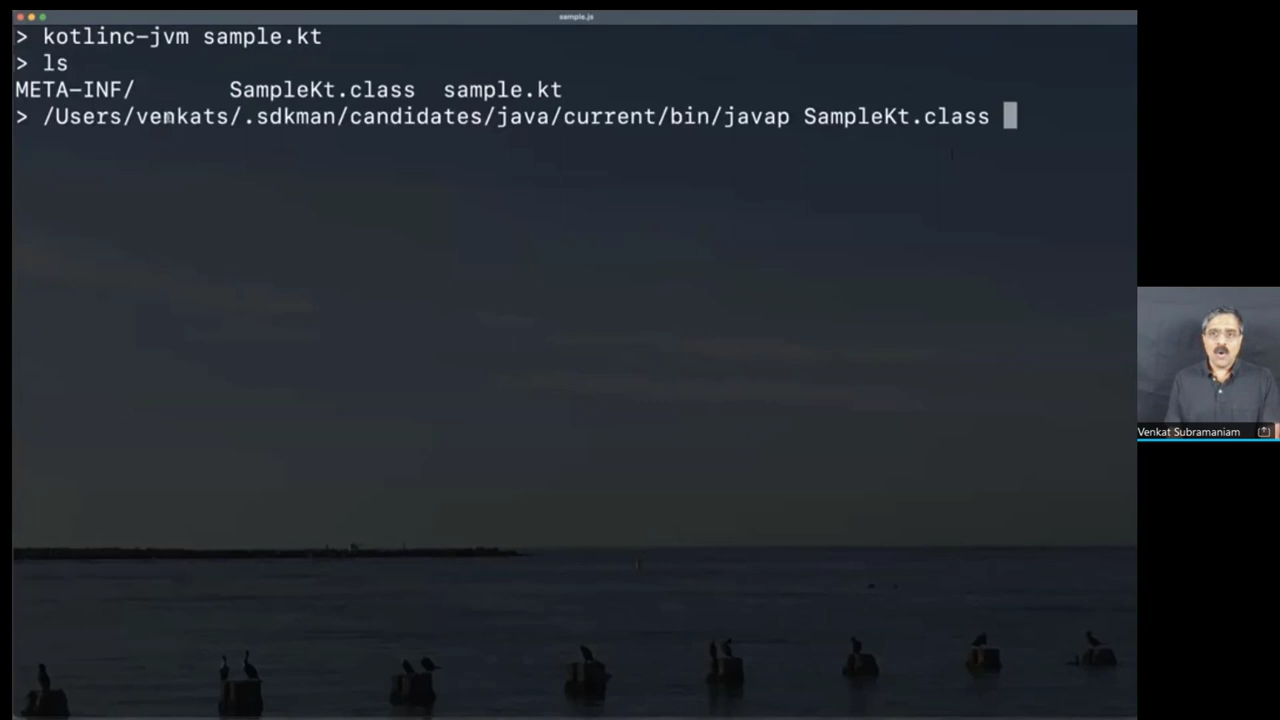 sample.js
> kotlinc-jvm sample.kt
> ls
META-INF/ SampleKt.class sample.kt
> /Users/venkats/.sdkman/candidates/java/current/bin/javap SampleKt.class
Venkat Subramaniam